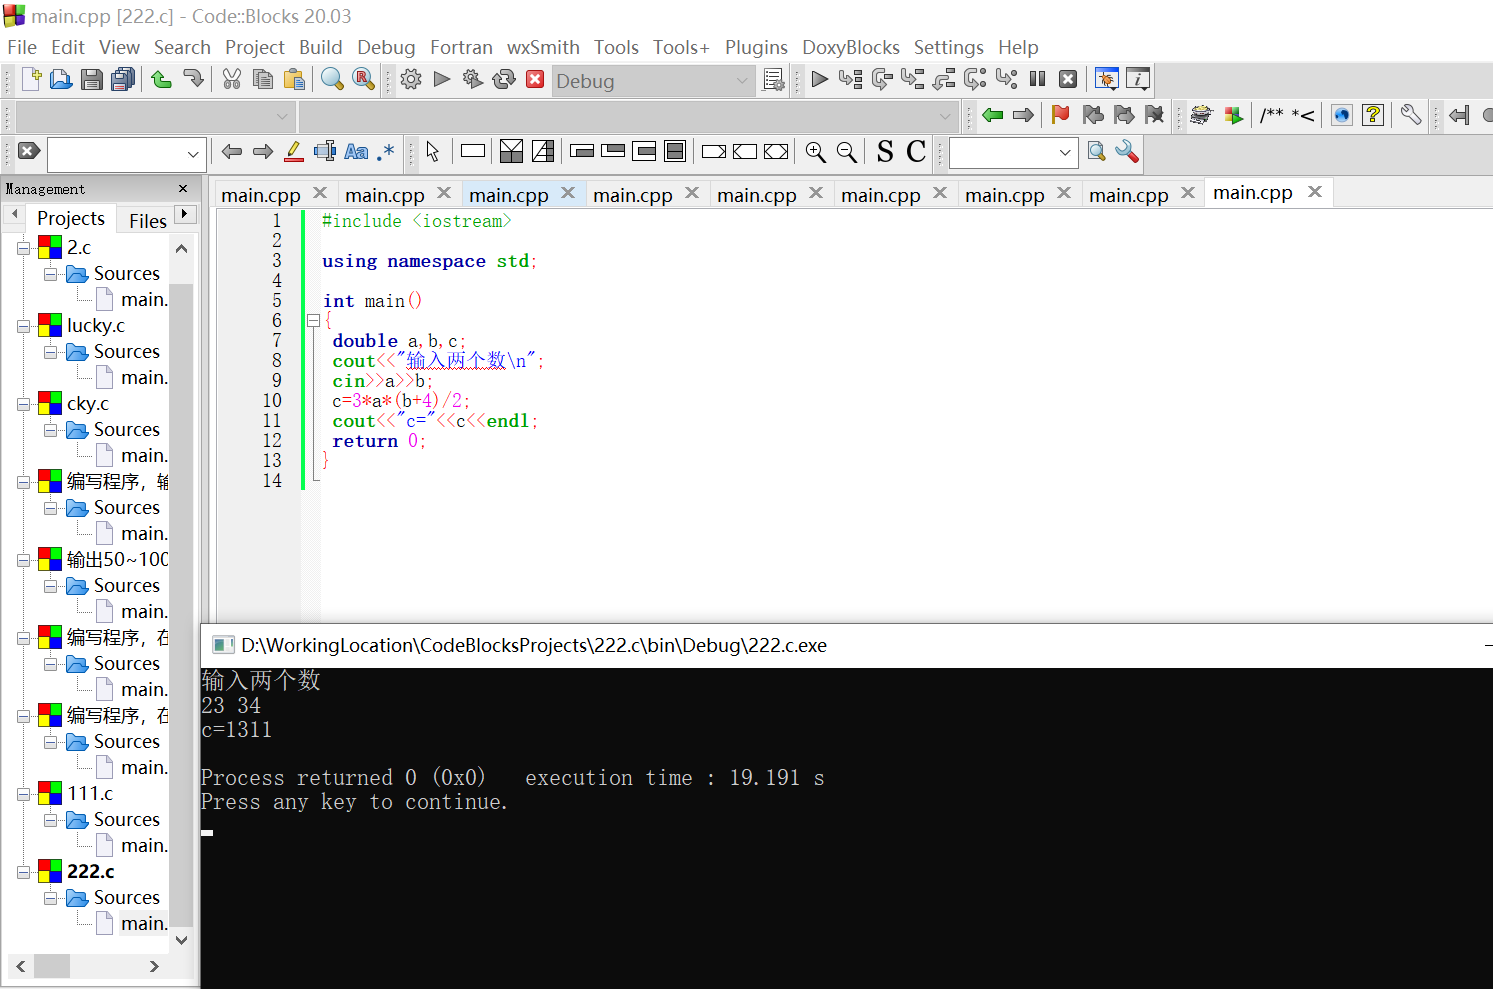 main.cpp [222.c] - Code::Blocks 20.03
File Edit View Search Project Build Debug Fortran wxSmith Tools Tools+ Plugins DoxyBlocks Settings Help
Debug
/** *<
Aa .* S C
Management
Projects Files
main.cpp main.cpp main.cpp main.cpp main.cpp main.cpp main.cpp main.cpp main.cpp
2.c
Sources
main.
lucky.c
Sources
main.
cky.c
Sources
main.
编写程序，输
Sources
main.
输出50~100
Sources
main.
编写程序，在
Sources
main.
编写程序，在
Sources
main.
111.c
Sources
main.
222.c
Sources
main.
1 #include <iostream>
2
3 using namespace std;
4
5 int main()
6 {
7 double a,b,c;
8 cout<<"输入两个数\n";
9 cin>>a>>b;
10 c=3*a*(b+4)/2;
11 cout<<"c="<<c<<endl;
12 return 0;
13 }
14
D:\WorkingLocation\CodeBlocksProjects\222.c\bin\Debug\222.c.exe
输入两个数
23 34
c=1311
Process returned 0 (0x0)   execution time : 19.191 s
Press any key to continue.